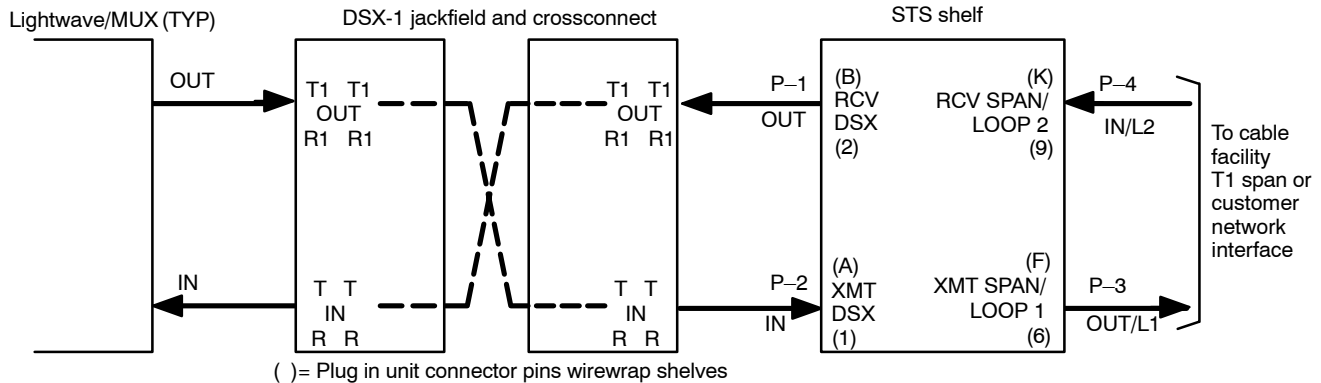 Lightwave/MUX (TYP)
DSX-1 jackfield and crossconnect
STS shelf
OUT
T1 T1
OUT
R1 R1
T1 T1
OUT
R1 R1
P–1
OUT
(B)
RCV
DSX
(2)
(K)
RCV SPAN/
LOOP 2
(9)
P–4
IN/L2
To cable
facility
T1 span or
customer
network
interface
IN
T T
IN
R R
T T
IN
R R
P–2
IN
(A)
XMT
DSX
(1)
(F)
XMT SPAN/
LOOP 1
(6)
P–3
OUT/L1
( )= Plug in unit connector pins wirewrap shelves